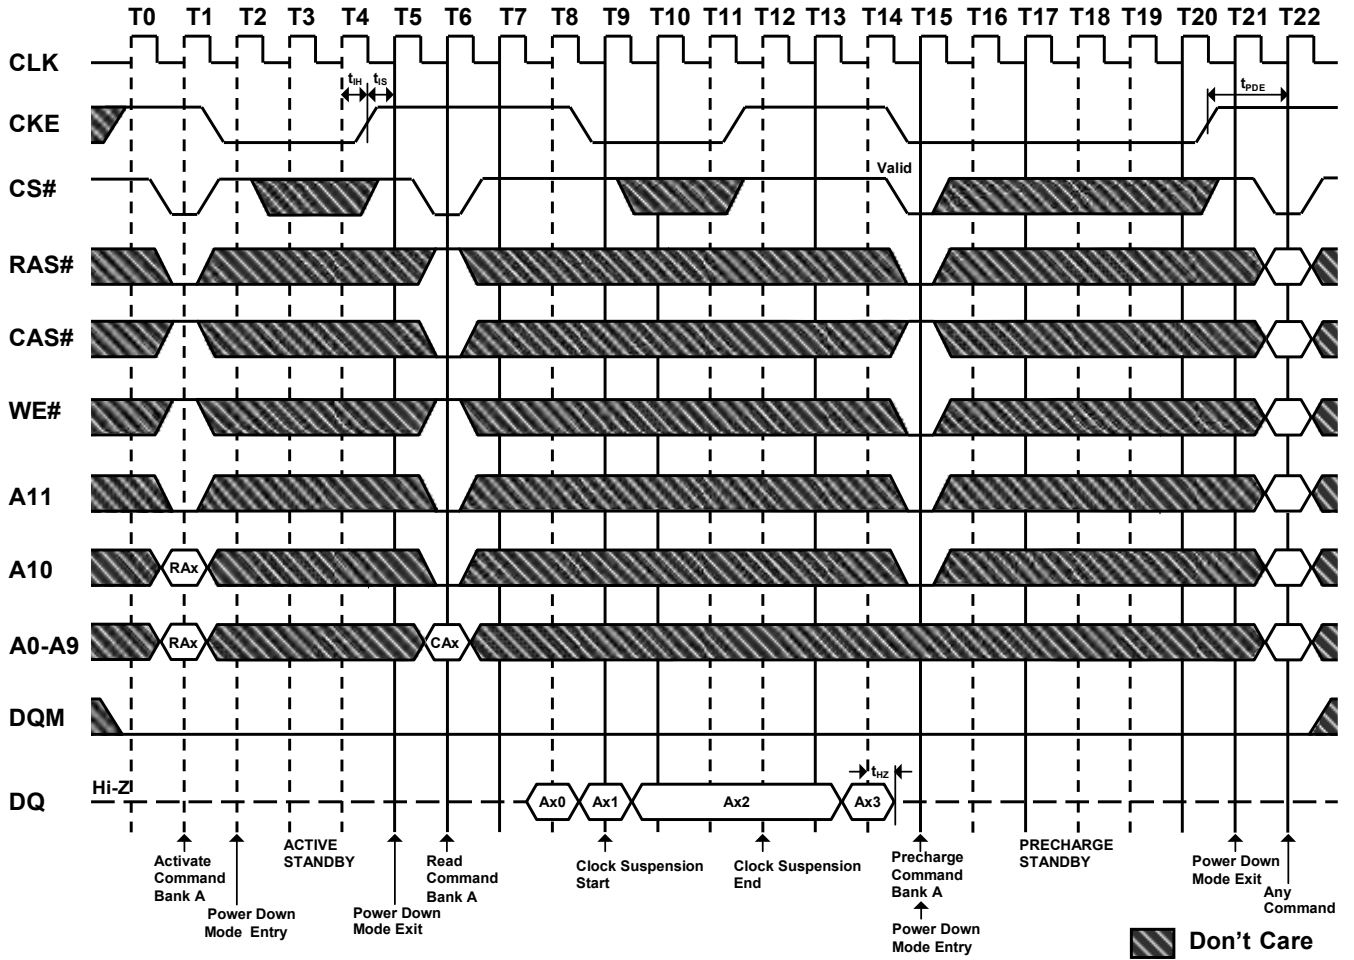 T0 T1 T2 T3 T4 T5 T6 T7 T8 T9 T10 T11 T12 T13 T14 T15 T16 T17 T18 T19 T20 T21 T22
CLK
tIH tIS tPDE
CKE
Valid
CS#
RAS#
CAS#
WE#
A11
A10 RAx
A0-A9 RAx CAx
DQM
Hi-Z tHZ
DQ Ax0 Ax1 Ax2 Ax3
Activate
Command
Bank A
Power Down
Mode Entry
ACTIVE
STANDBY
Power Down
Mode Exit
Read
Command
Bank A
Clock Suspension
Start
Clock Suspension
End
Precharge
Command
Bank A
Power Down
Mode Entry
PRECHARGE
STANDBY
Power Down
Mode Exit
Any
Command
Don't Care